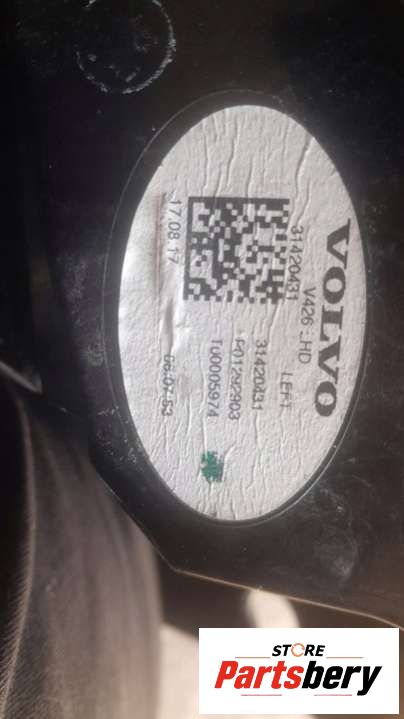 VOLVO
V426 -HD LEFT
31420431
31420431
P01292903
T00005974
17.08.17 06:07:53
STORE
Partsbery